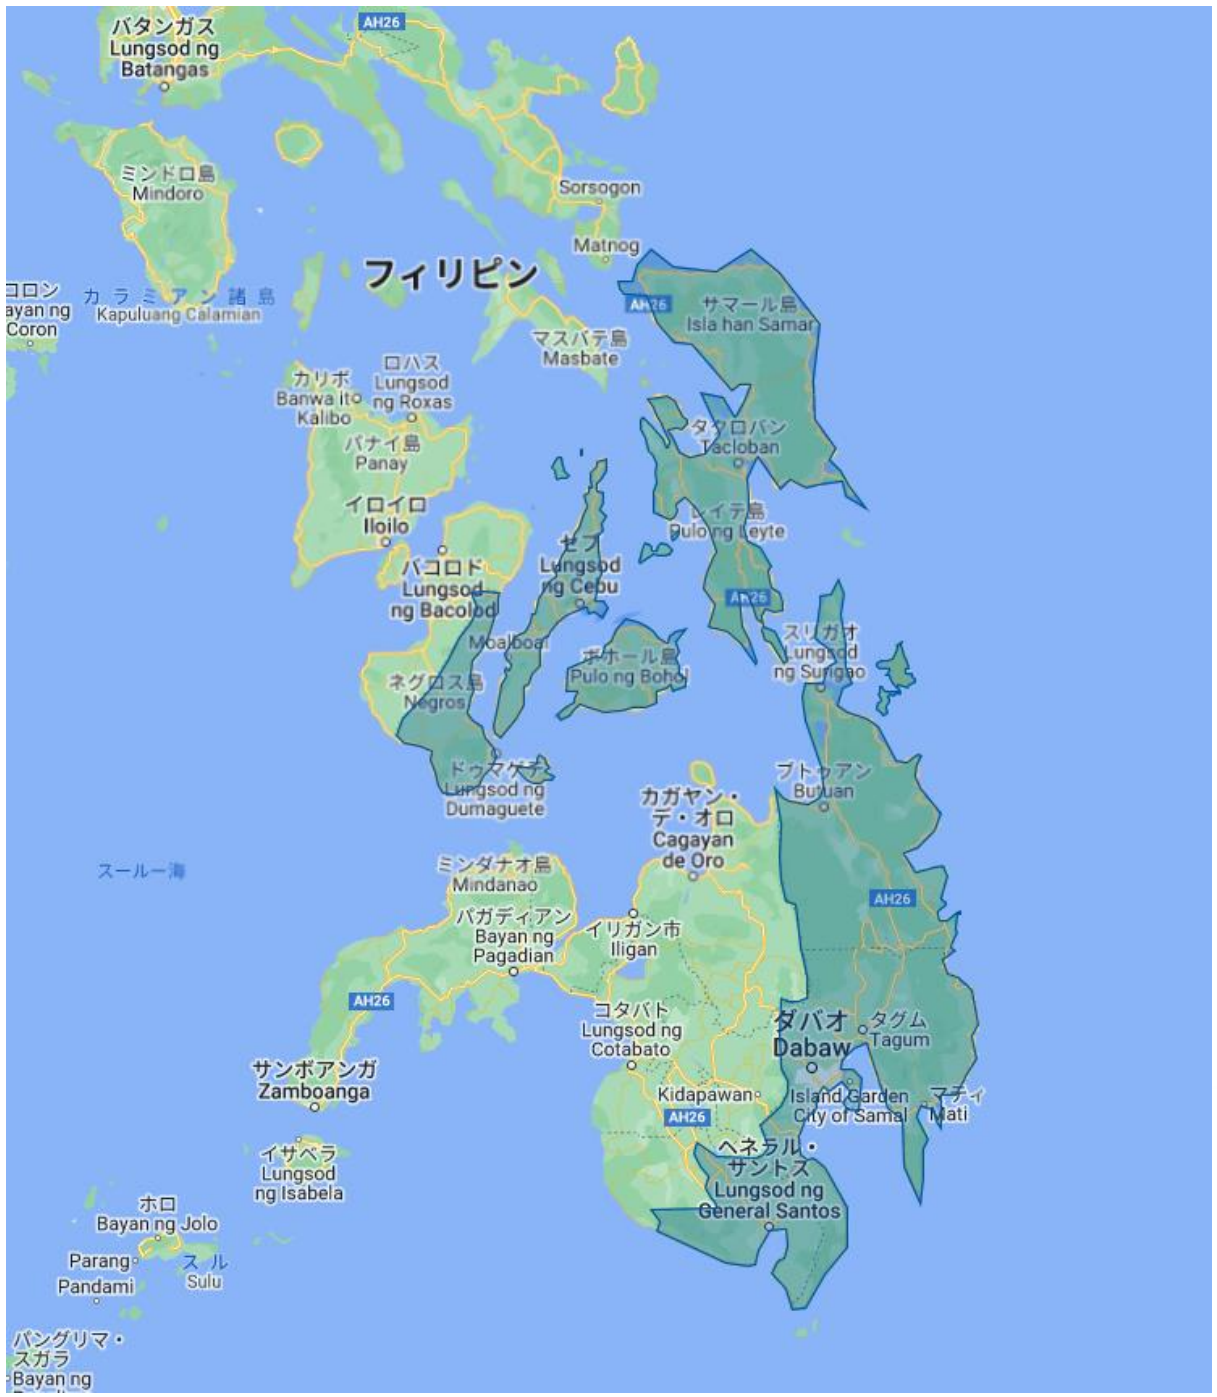 AH26
バタンガス
Lungsod ng
Batangas
ミンドロ島
Mindoro
Sorsogon
Matnog
フィリピン
コロン
ayan ng
Coron
カラミアン諸島
Kapuluang Calamian
AH26
サマール島
Isla han Samar
マスバテ島
Masbate
ロハス
Lungsod
ng Roxas
カリボ
Banwa it
Kalibo
パナイ島
Panay
タクロバン
Tacloban
イロイロ
Iloilo
レイテ島
Pulo ng Leyte
セブ
Lungsod
ng Cebu
バコロド
Lungsod
ng Bacolod
AH26
Moalboal
ボホール島
Pulo ng Bohol
スリガオ
Lungsod
ng Surigao
ネグロス島
Negros
ドゥマゲテ
Lungsod ng
Dumaguete
カガヤン・
デ・オロ
Cagayan
de Oro
ブトゥアン
Butuan
スールー海
ミンダナオ島
Mindanao
AH26
パガディアン
Bayan ng
Pagadian
イリガン市
Iligan
AH26
コタバト
Lungsod ng
Cotabato
ダバオ
Dabaw
タグム
Tagum
サンボアンガ
Zamboanga
Kidapawan
AH26
Island Garden
City of Samal
マティ
Mati
イサベラ
Lungsod
ng Isabela
ヘネラル・
サントス
Lungsod ng
General Santos
ホロ
Bayan ng Jolo
Parang
スル
Sulu
Pandami
パングリマ・
スガラ
Bayan ng